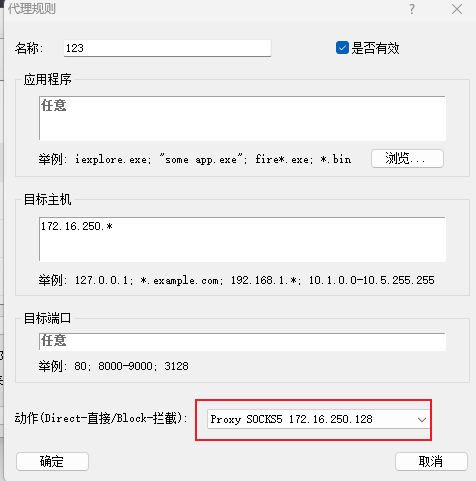 代理规则
名称: 123 是否有效
应用程序
任意
举例: iexplore.exe; "some app.exe"; fire*.exe; *.bin 浏览...
目标主机
172.16.250.*
举例: 127.0.0.1; *.example.com; 192.168.1.*; 10.1.0.0-10.5.255.255
目标端口
任意
举例: 80; 8000-9000; 3128
动作(Direct-直接/Block-拦截): Proxy SOCKS5 172.16.250.128
确定 取消